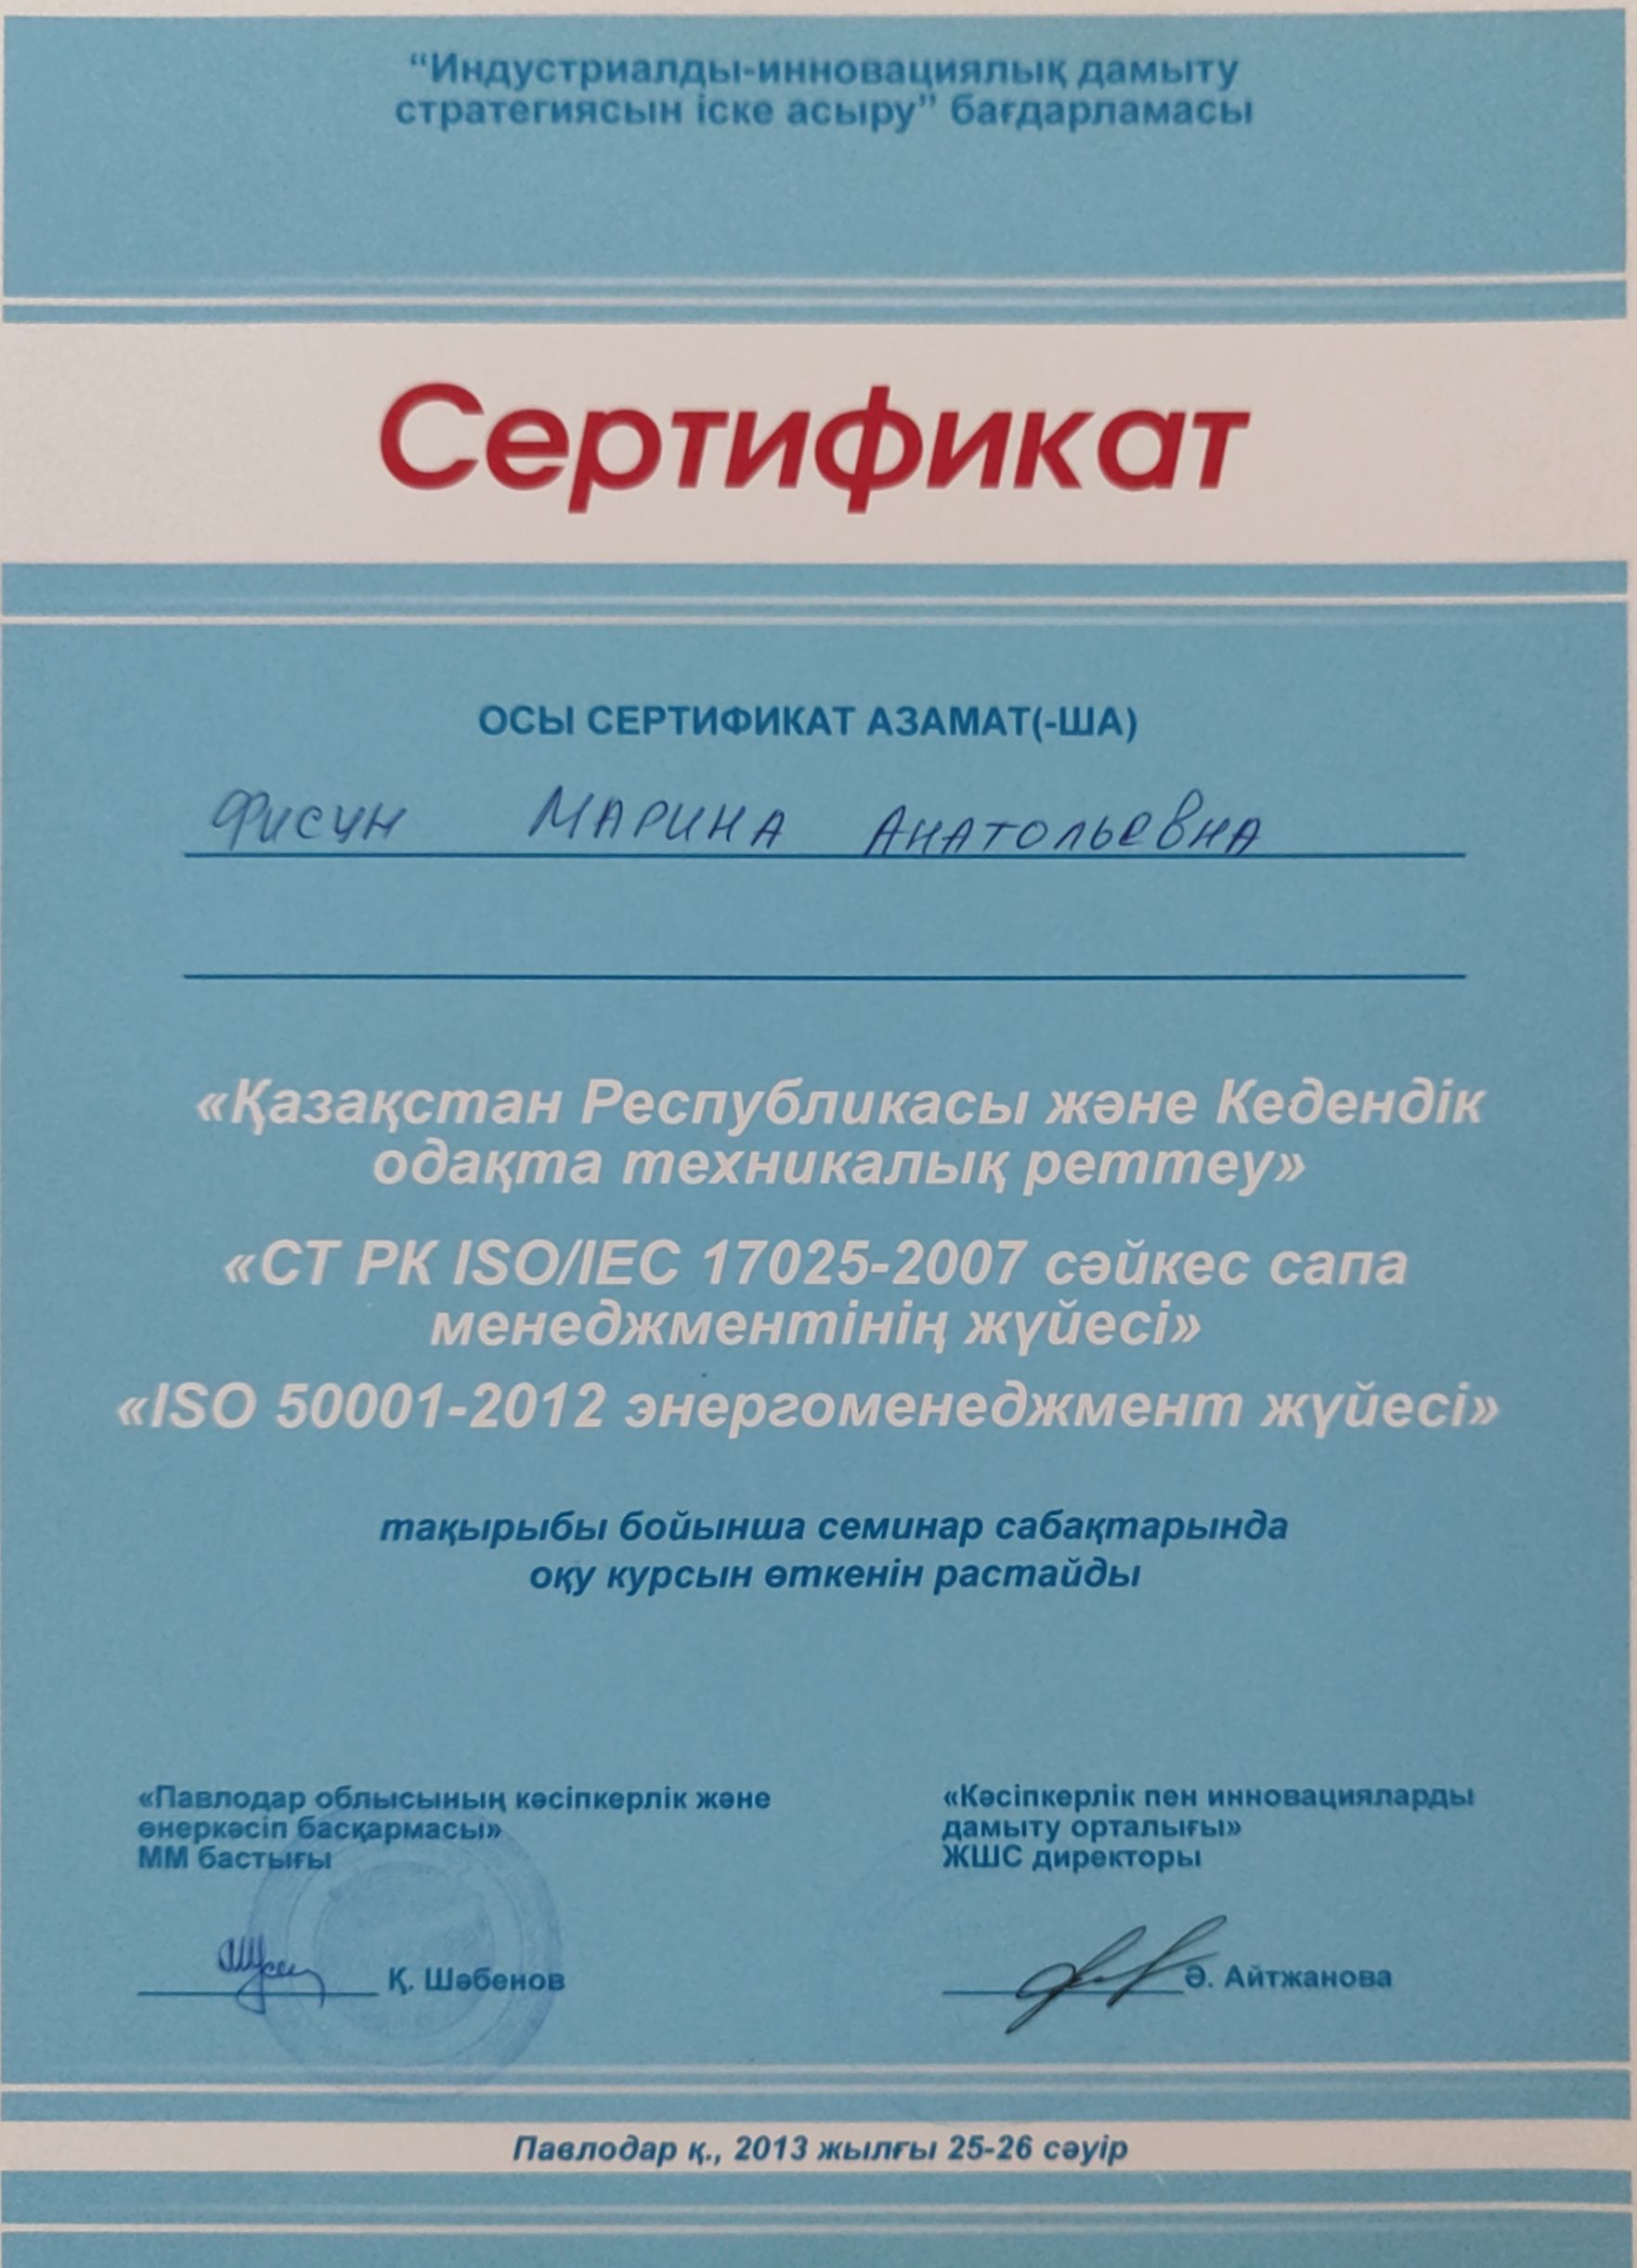 “Индустриалды-инновациялық дамыту
стратегиясын іске асыру” бағдарламасы
Сертификат
ОСЫ СЕРТИФИКАТ АЗАМАТ(-ША)
Фисун Марина Анатольевна
«Қазақстан Республикасы және Кедендік
одақта техникалық реттеу»
«СТ РК ISO/IEC 17025-2007 сәйкес сапа
менеджментінің жүйесі»
«ISO 50001-2012 энергоменеджмент жүйесі»
тақырыбы бойынша семинар сабақтарында
оқу курсын өткенін растайды
«Павлодар облысының кәсіпкерлік және
өнеркәсіп басқармасы»
ММ бастығы
Қ. Шәбенов
«Кәсіпкерлік пен инновацияларды
дамыту орталығы»
ЖШС директоры
Ә. Айтжанова
Павлодар қ., 2013 жылғы 25-26 сәуір